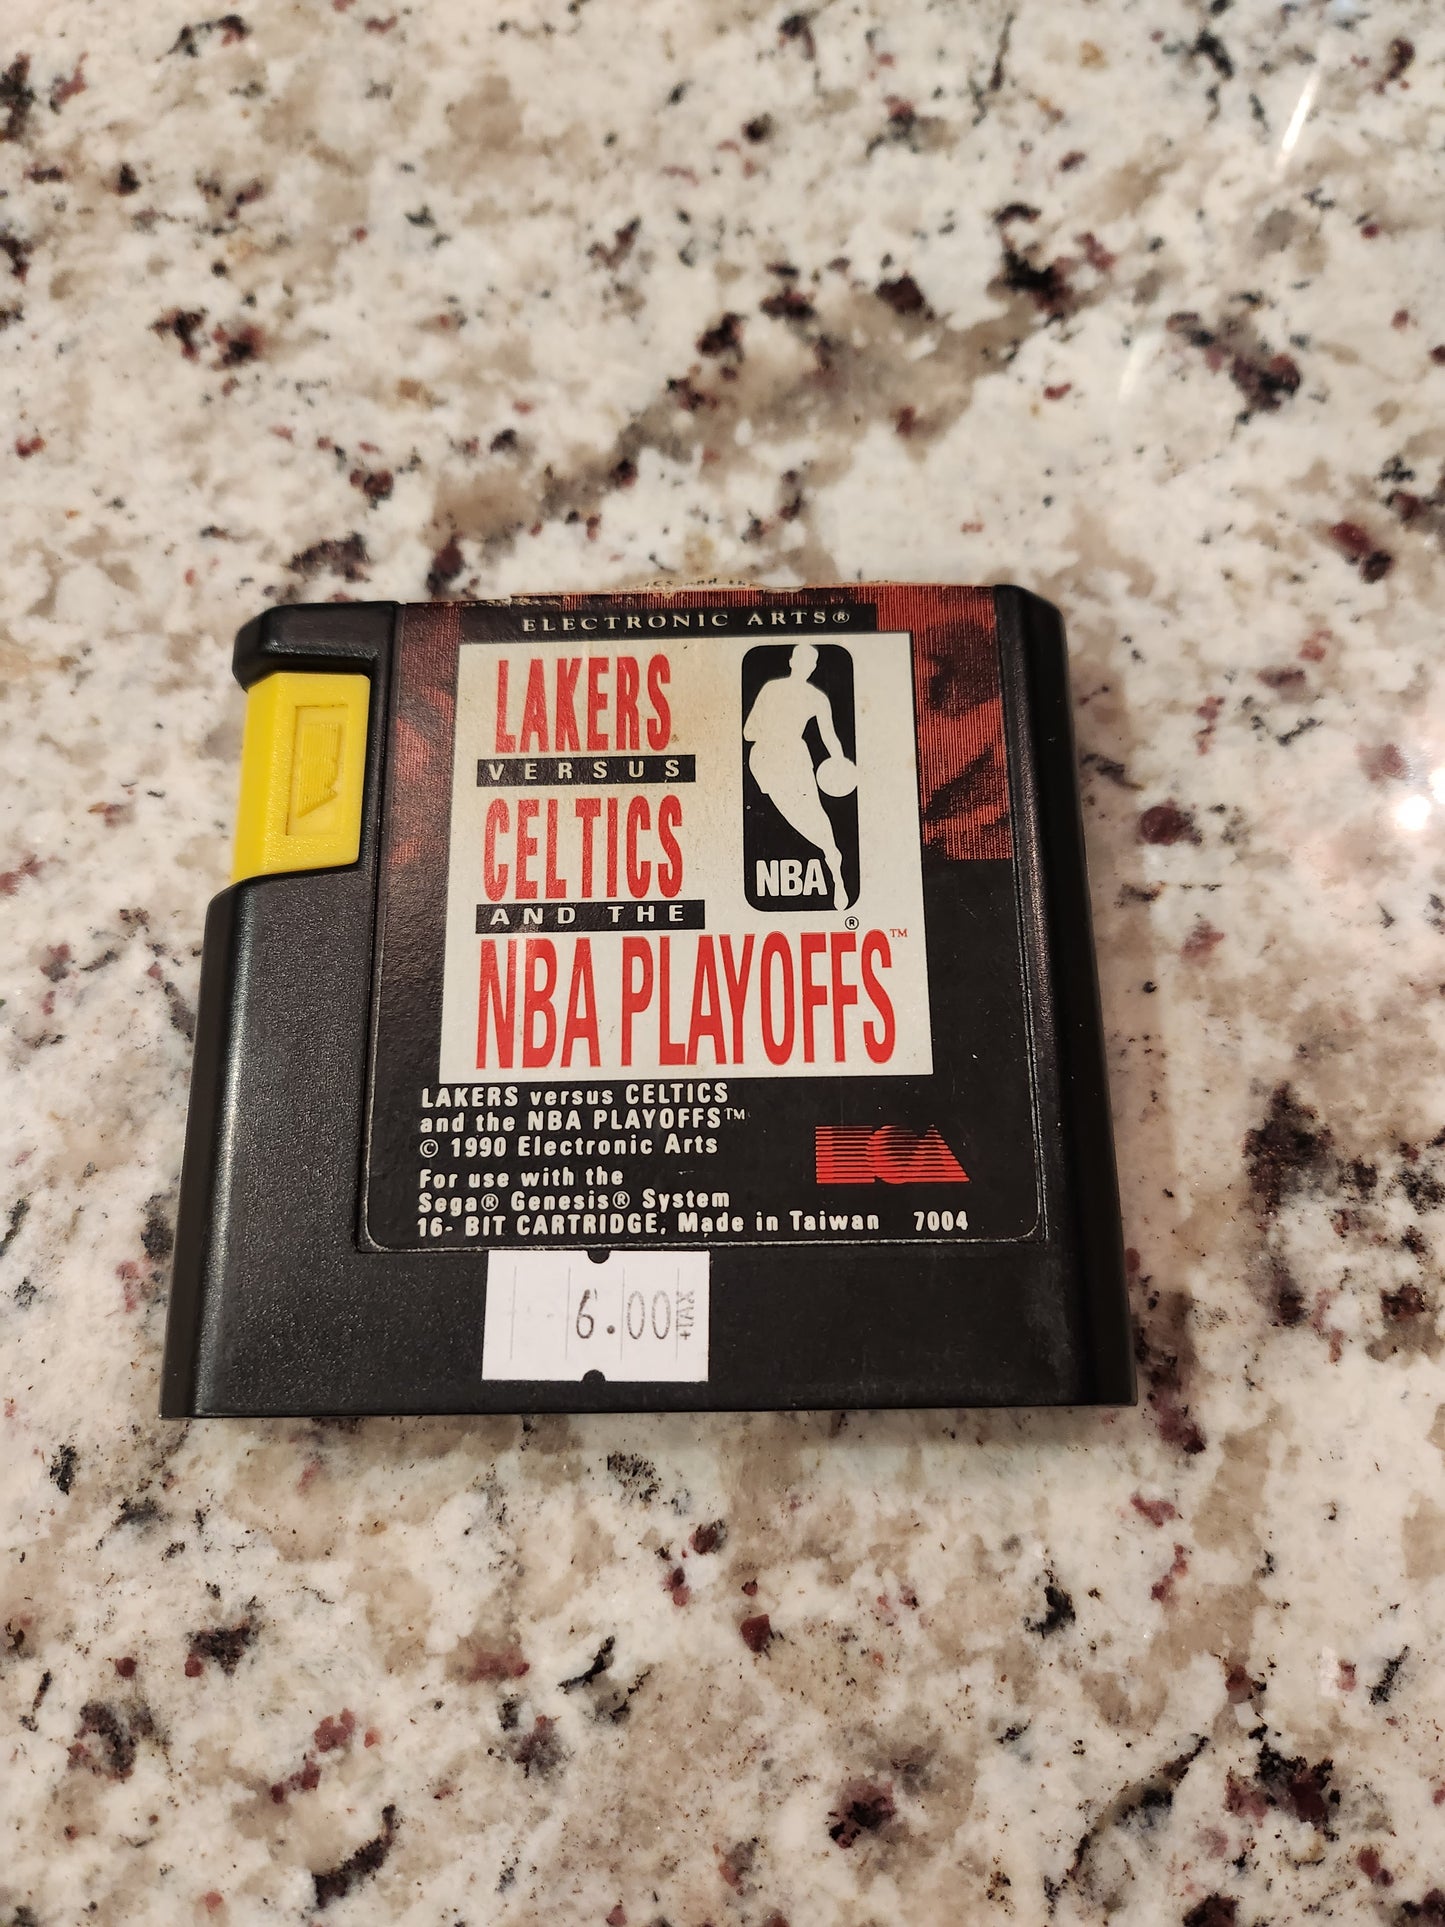 ELECTRONIC ARTS®
LAKERS
VERSUS
CELTICS
AND THE
NBA PLAYOFFS™
NBA
®
LAKERS versus CELTICS
and the NBA PLAYOFFS™
© 1990 Electronic Arts
For use with the
Sega® Genesis® System
16- BIT CARTRIDGE, Made in Taiwan 7004
6.00 +TAX